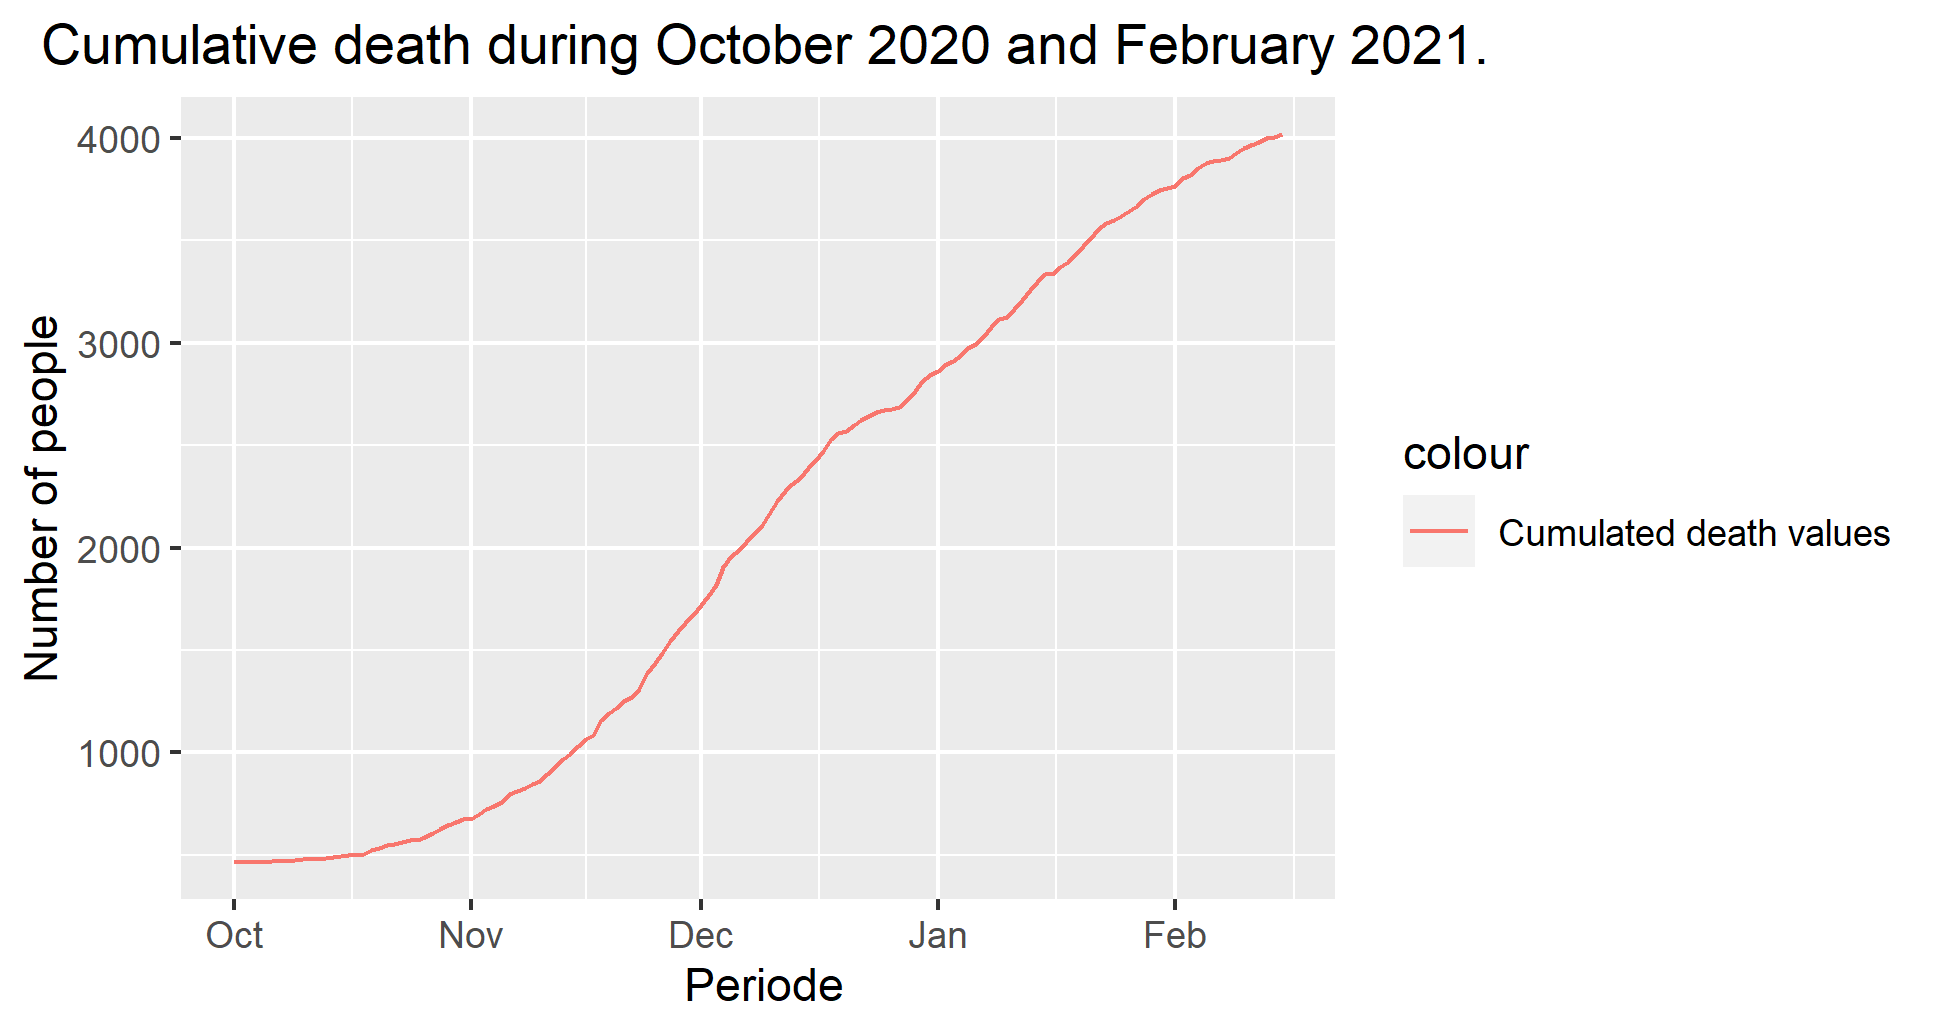 Cumulative death during October 2020 and February 2021.
Number of people
4000
3000
2000
1000
Oct Nov Dec Jan Feb
Periode
colour
Cumulated death values